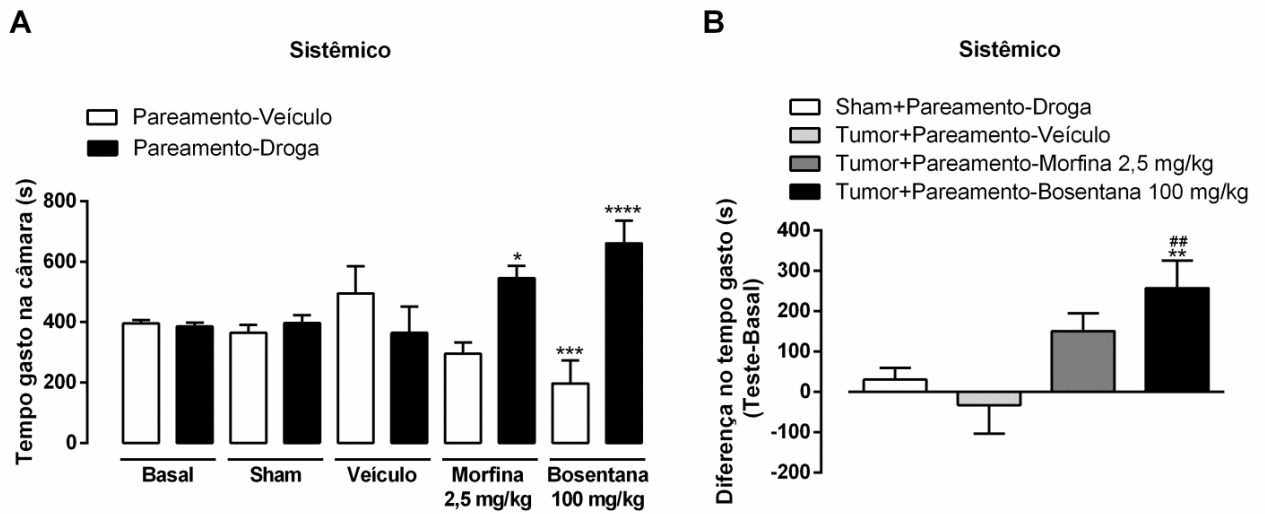 A
Sistêmico
Pareamento-Veículo
Pareamento-Droga
Tempo gasto na câmara (s)
800
600
400
200
0
*
***
****
Basal
Sham
Veículo
Morfina
2,5 mg/kg
Bosentana
100 mg/kg
B
Sistêmico
Sham+Pareamento-Droga
Tumor+Pareamento-Veículo
Tumor+Pareamento-Morfina 2,5 mg/kg
Tumor+Pareamento-Bosentana 100 mg/kg
Diferença no tempo gasto (s)
(Teste-Basal)
400
300
200
100
0
-100
-200
##
**